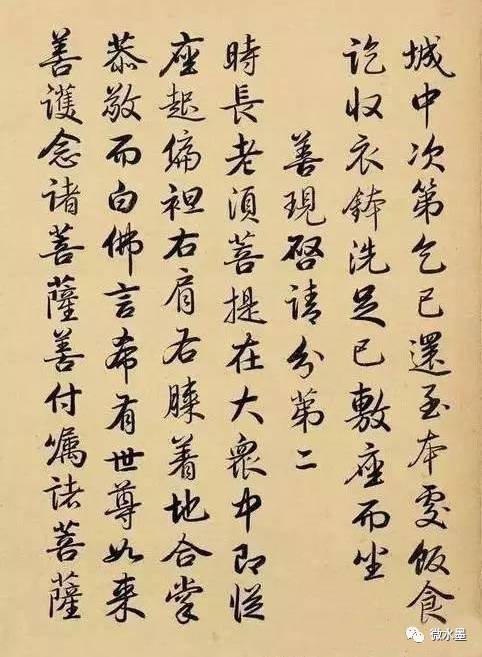 城中次第乞已還至本處飯食
訖收衣鉢洗足已敷座而坐
善現啓請分第二
時長老須菩提在大衆中即從
座起偏袒右肩右膝着地合掌
恭敬而白佛言希有世尊如来
善護念諸菩薩善付囑諸菩薩
微水墨